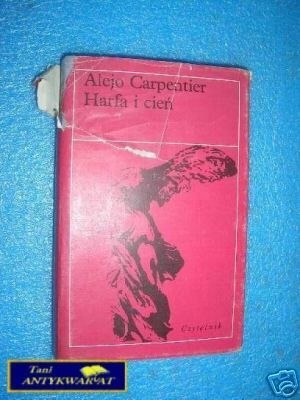 Alejo Carpentier
Harfa i cień
Czytelnik
Tani
ANTYKWARIAT